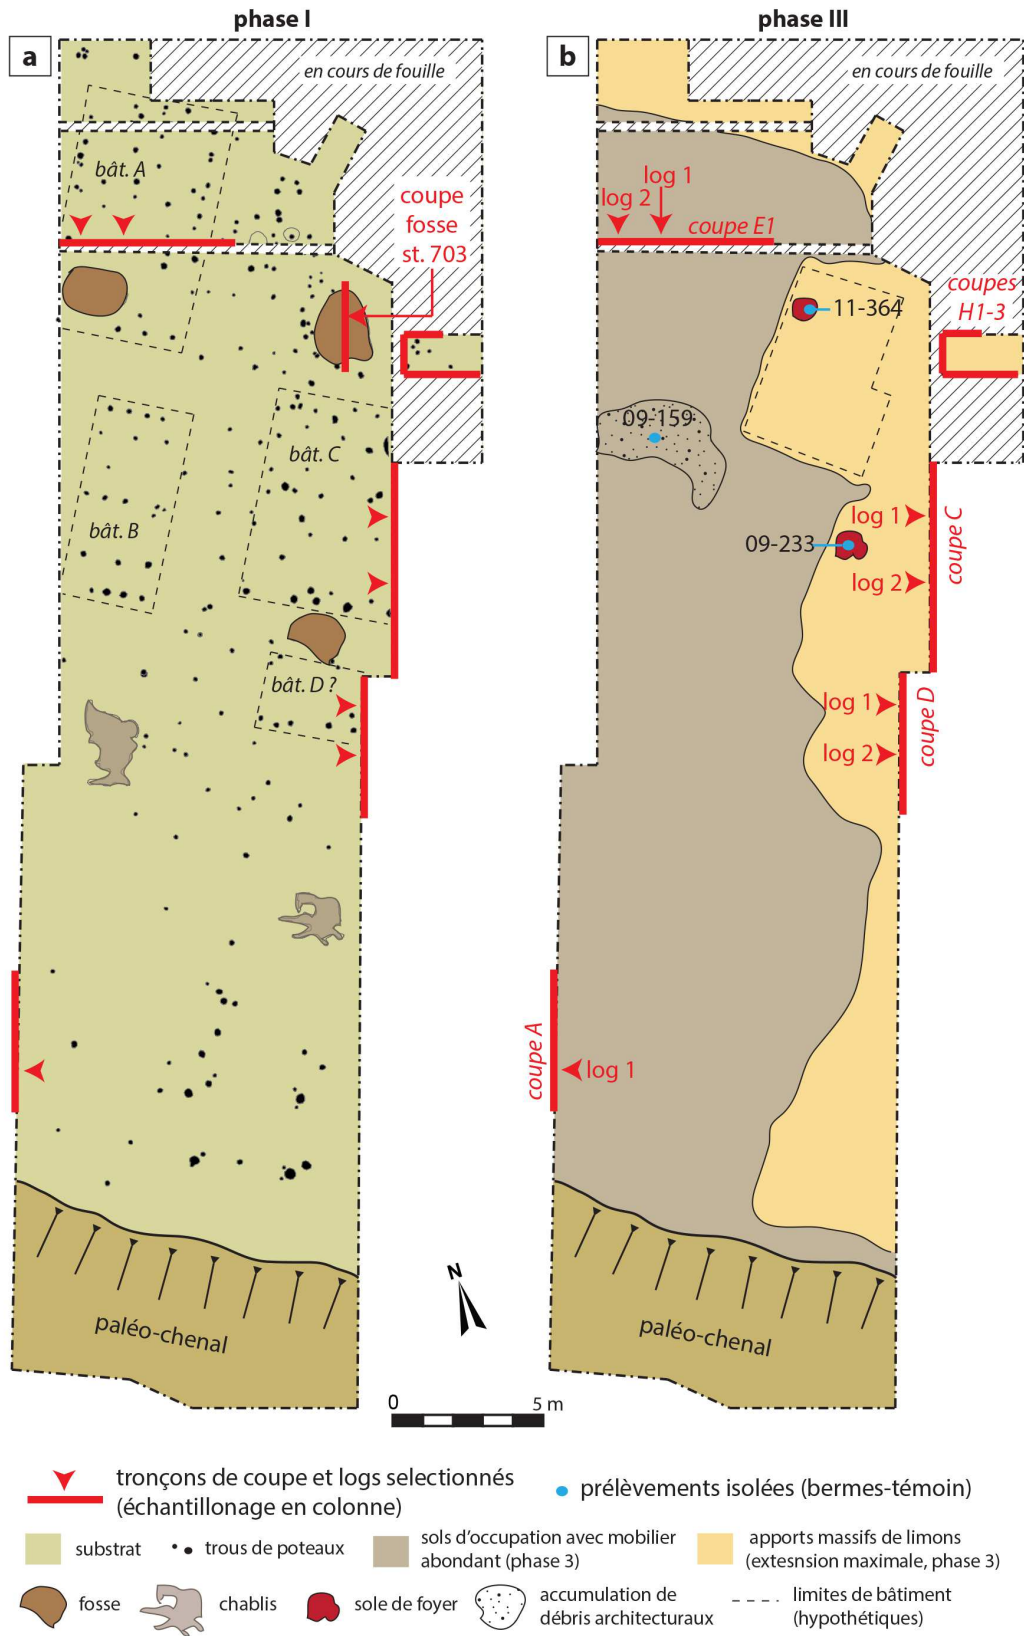 phase I
a
en cours de fouille
bât. A
coupe
fosse
st. 703
bât. C
bât. B
bât. D ?
paléo-chenal
phase III
b
en cours de fouille
log 1
log 2
coupe E1
coupes
H1-3
11-364
09-159
log 1
09-233
log 2
coupe C
log 1
log 2
coupe D
coupe A
log 1
paléo-chenal
N
0
5 m
tronçons de coupe et logs selectionnés
(échantillonage en colonne)
prélèvements isolées (bermes-témoin)
substrat
trous de poteaux
sols d'occupation avec mobilier
abondant (phase 3)
apports massifs de limons
(extesnsion maximale, phase 3)
fosse
chablis
sole de foyer
accumulation de
débris architecturaux
limites de bâtiment
(hypothétiques)